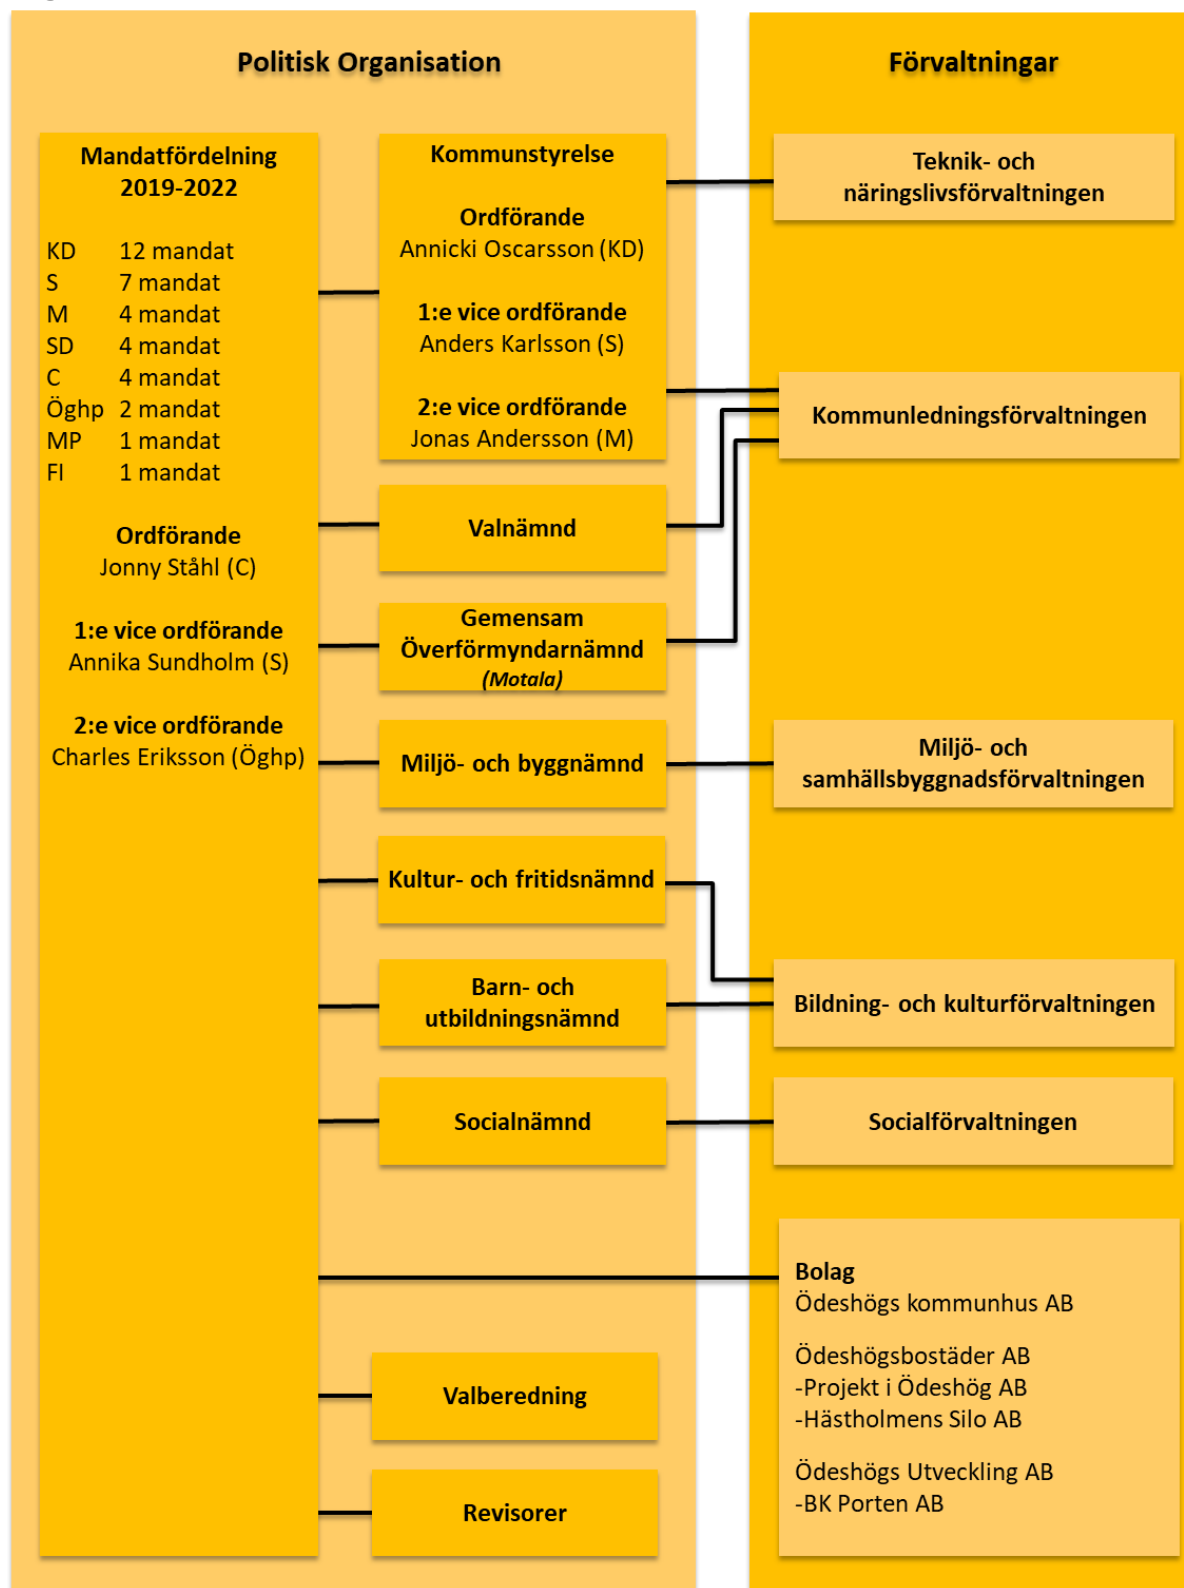 Politisk Organisation
Mandatfördelning
2019-2022
KD 12 mandat
S 7 mandat
M 4 mandat
SD 4 mandat
C 4 mandat
Öghp 2 mandat
MP 1 mandat
FI 1 mandat
Ordförande
Jonny Ståhl (C)
1:e vice ordförande
Annika Sundholm (S)
2:e vice ordförande
Charles Eriksson (Öghp)
Kommunstyrelse
Ordförande
Annicki Oscarsson (KD)
1:e vice ordförande
Anders Karlsson (S)
2:e vice ordförande
Jonas Andersson (M)
Valnämnd
Gemensam
Överförmyndarnämnd
(Motala)
Miljö- och byggnämnd
Kultur- och fritidsnämnd
Barn- och
utbildningsnämnd
Socialnämnd
Valberedning
Revisorer
Förvaltningar
Teknik- och
näringslivsförvaltningen
Kommunledningsförvaltningen
Miljö- och
samhällsbyggnadsförvaltningen
Bildning- och kulturförvaltningen
Socialförvaltningen
Bolag
Ödeshögs kommunhus AB
Ödeshögsbostäder AB
-Projekt i Ödeshög AB
-Hästholmens Silo AB
Ödeshögs Utveckling AB
-BK Porten AB